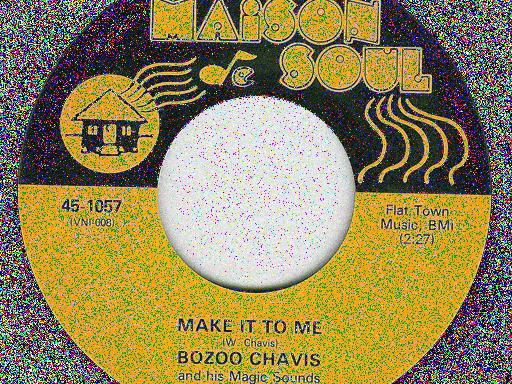 MAISON
de SOUL
45-1057
(VNI-008)
Flat Town
Music, BMI
(2:27)
MAKE IT TO ME
(W. Chavis)
BOZOO CHAVIS
and his Magic Sounds